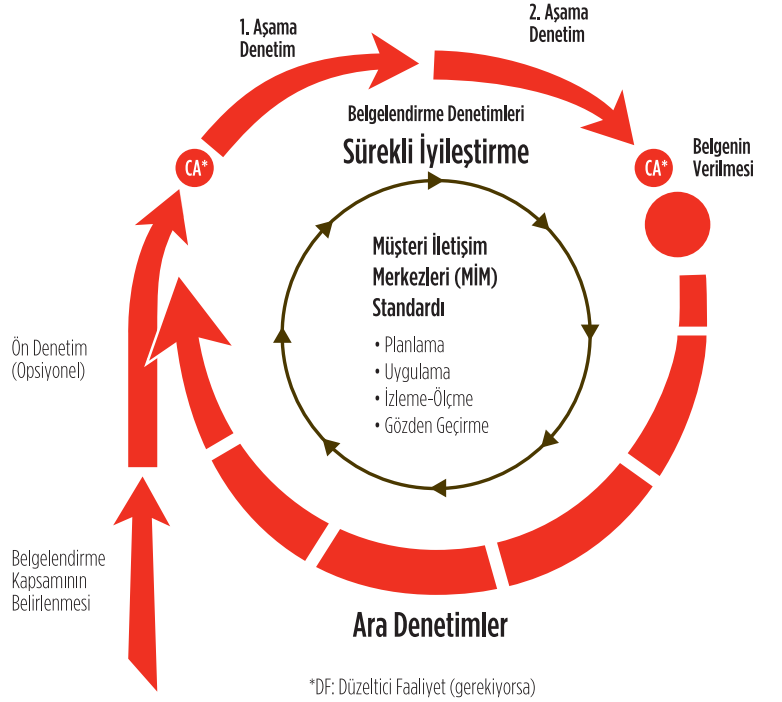 1. Aşama
Denetim
2. Aşama
Denetim
Belgelendirme Denetimleri
Sürekli İyileştirme
CA*
CA*
Belgenin
Verilmesi
Müşteri İletişim
Merkezleri (MİM)
Standardı
• Planlama
• Uygulama
• İzleme-Ölçme
• Gözden Geçirme
Ön Denetim
(Opsiyonel)
Belgelendirme
Kapsamının
Belirlenmesi
Ara Denetimler
*DF: Düzeltici Faaliyet (gerekiyorsa)